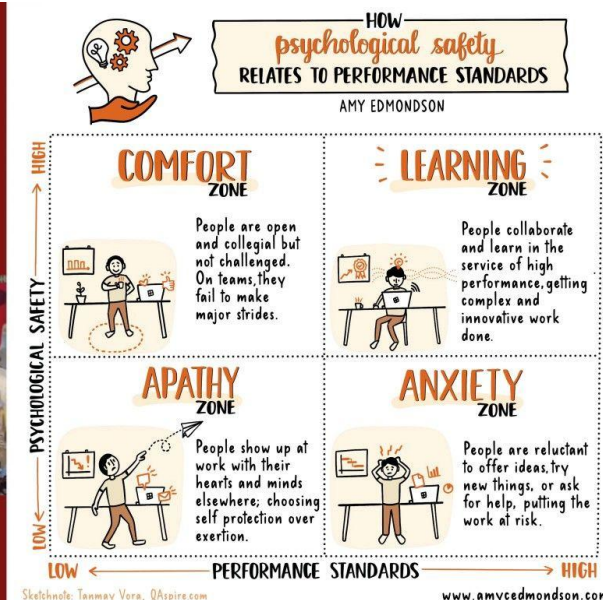 HOW
psychological safety
RELATES TO PERFORMANCE STANDARDS
AMY EDMONDSON
HIGH
PSYCHOLOGICAL SAFETY
LOW
COMFORT
ZONE
People are open
and collegial but
not challenged.
On teams, they
fail to make
major strides.
LEARNING
ZONE
People collaborate
and learn in the
service of high
performance, getting
complex and
innovative work
done.
APATHY
ZONE
People show up at
work with their
hearts and minds
elsewhere; choosing
self protection over
exertion.
ANXIETY
ZONE
People are reluctant
to offer ideas, try
new things, or ask
for help, putting the
work at risk.
LOW
PERFORMANCE STANDARDS
HIGH
Sketchnote: Tanmay Vora, QAspire.com
www.amycedmondson.com